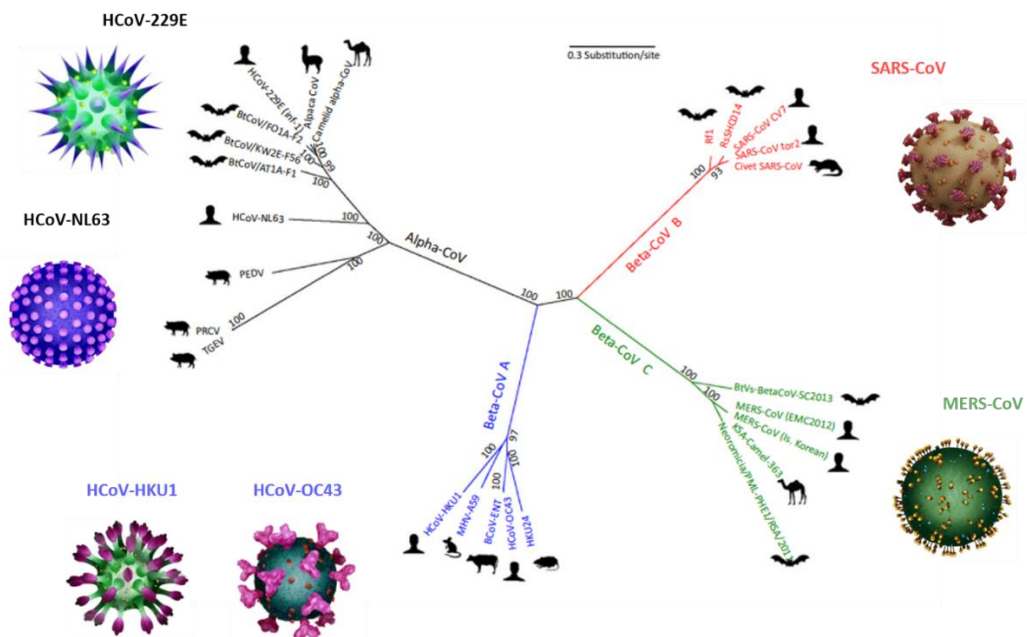 HCoV-229E
0.3 Substitution/site
SARS-CoV
HCoV-229E (inf-1)
Alpaca CoV
Camelid alpha-CoV
BtCoV/FO1A-F2
BtCoV/KW2E-F56
BtCoV/AT1A-F1
100
99
100
100
HCoV-NL63
HCoV-NL63
100
100
Alpha-CoV
PEDV
100
100
PRCV
TGEV
Rf1
RsSHC014
SARS-CoV CV7
SARS-CoV tor2
Civet SARS-CoV
100
93
Beta-CoV B
100
100
Beta-CoV C
100
100
BtVs-BetaCoV-SC2013
MERS-CoV (EMC2012)
MERS-CoV (Is. Korean)
KSA-Camel-363
MERS-CoV
Beta-CoV A
97
100
100
100
HCoV-HKU1
MHV-A59
BCoV-ENT
HCoV-OC43
HKU24
HCoV-HKU1
HCoV-OC43